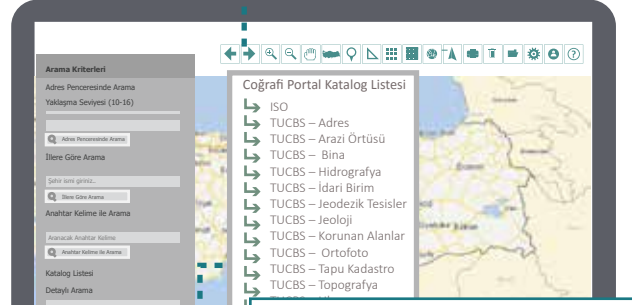 Arama Kriterleri
Adres Penceresinde Arama
Yaklaşma Seviyesi (10-16)
Adres Penceresinde Arama
İllere Göre Arama
Şehir ismi giriniz..
İllere Göre Arama
Anahtar Kelime ile Arama
Aranacak Anahtar Kelime
Anahtar Kelime ile Arama
Katalog Listesi
Detaylı Arama
Coğrafi Portal Katalog Listesi
ISO
TUCBS – Adres
TUCBS – Arazi Örtüsü
TUCBS – Bina
TUCBS – Hidrografya
TUCBS – İdari Birim
TUCBS – Jeodezik Tesisler
TUCBS – Jeoloji
TUCBS – Korunan Alanlar
TUCBS – Ortofoto
TUCBS – Tapu Kadastro
TUCBS – Topografya